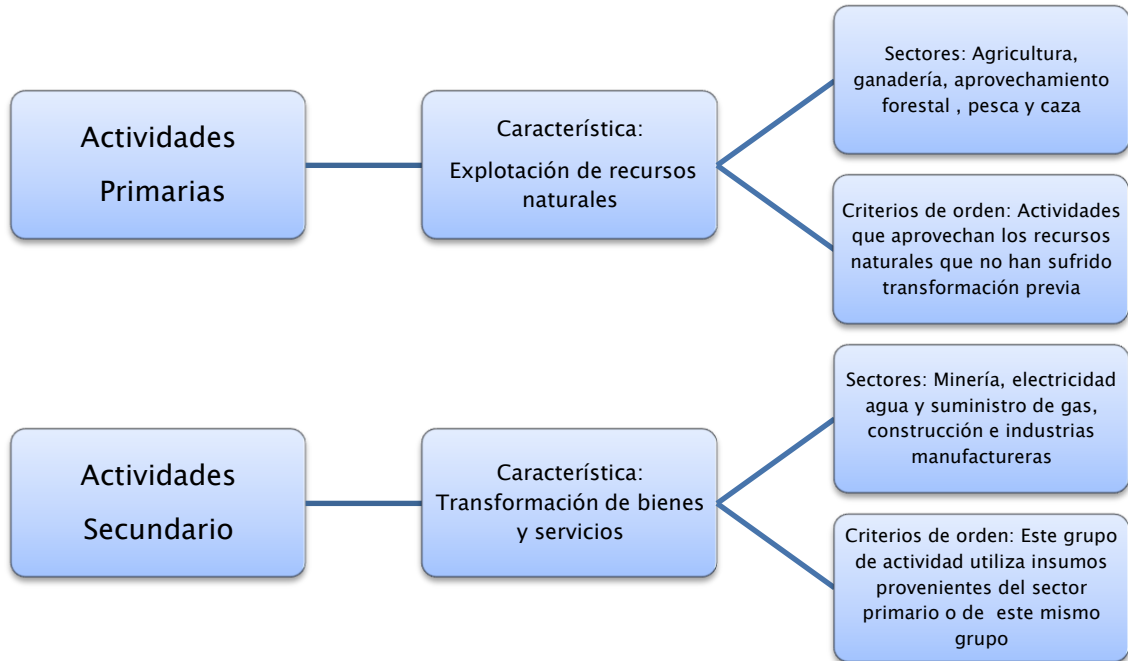 Actividades
Primarias
Característica:
Explotación de recursos
naturales
Sectores: Agricultura,
ganadería, aprovechamiento
forestal , pesca y caza
Criterios de orden: Actividades
que aprovechan los recursos
naturales que no han sufrido
transformación previa
Actividades
Secundario
Característica:
Transformación de bienes
y servicios
Sectores: Minería, electricidad
agua y suministro de gas,
construcción e industrias
manufactureras
Criterios de orden: Este grupo
de actividad utiliza insumos
provenientes del sector
primario o de este mismo
grupo